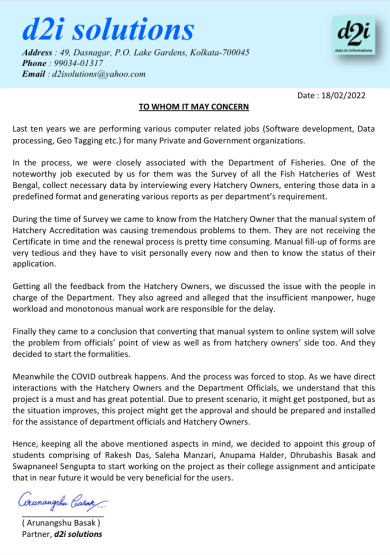 d2i solutions
Address : 49, Dasnagar, P.O. Lake Gardens, Kolkata-700045
Phone : 99034-01317
Email : d2isolutions@yahoo.com
d2i
data to informations
Date : 18/02/2022
TO WHOM IT MAY CONCERN
Last ten years we are performing various computer related jobs (Software development, Data
processing, Geo Tagging etc.) for many Private and Government organizations.
In the process, we were closely associated with the Department of Fisheries. One of the
noteworthy job executed by us for them was the Survey of all the Fish Hatcheries of West
Bengal, collect necessary data by interviewing every Hatchery Owners, entering those data in a
predefined format and generating various reports as per department's requirement.
During the time of Survey we came to know from the Hatchery Owner that the manual system of
Hatchery Accreditation was causing tremendous problems to them. They are not receiving the
Certificate in time and the renewal process is pretty time consuming. Manual fill-up of forms are
very tedious and they have to visit personally every now and then to know the status of their
application.
Getting all the feedback from the Hatchery Owners, we discussed the issue with the people in
charge of the Department. They also agreed and alleged that the insufficient manpower, huge
workload and monotonous manual work are responsible for the delay.
Finally they came to a conclusion that converting that manual system to online system will solve
the problem from officials' point of view as well as from hatchery owners' side too. And they
decided to start the formalities.
Meanwhile the COVID outbreak happens. And the process was forced to stop. As we have direct
interactions with the Hatchery Owners and the Department Officials, we understand that this
project is a must and has great potential. Due to present scenario, it might get postponed, but as
the situation improves, this project might get the approval and should be prepared and installed
for the assistance of department officials and Hatchery Owners.
Hence, keeping all the above mentioned aspects in mind, we decided to appoint this group of
students comprising of Rakesh Das, Saleha Manzari, Anupama Halder, Dhrubashis Basak and
Swapnaneel Sengupta to start working on the project as their college assignment and anticipate
that in near future it would be very beneficial for the users.
Arunangshu Basak
( Arunangshu Basak )
Partner, d2i solutions